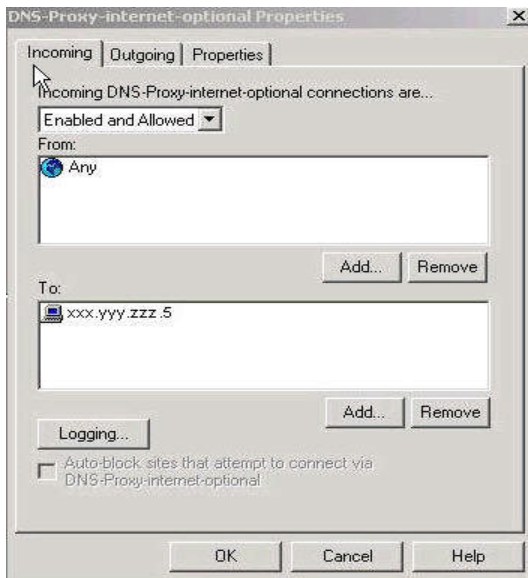 DNS-Proxy-internet-optional Properties
Incoming
Outgoing
Properties
Incoming DNS-Proxy-internet-optional connections are...
Enabled and Allowed
From:
Any
Add...
Remove
To:
xxx.yyy.zzz.5
Add...
Remove
Logging...
Auto-block sites that attempt to connect via
DNS-Proxy-internet-optional
OK
Cancel
Help